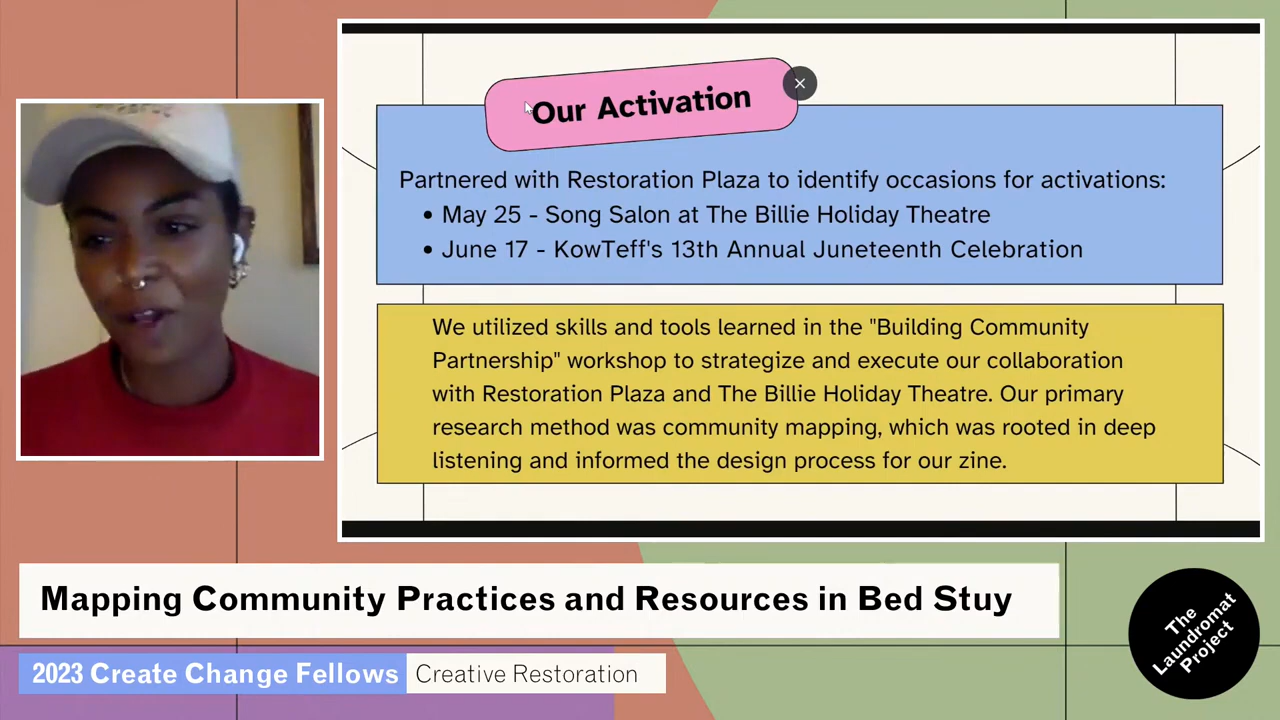 Our Activation
Partnered with Restoration Plaza to identify occasions for activations:
• May 25 - Song Salon at The Billie Holiday Theatre
• June 17 - KowTeff's 13th Annual Juneteenth Celebration
We utilized skills and tools learned in the "Building Community
Partnership" workshop to strategize and execute our collaboration
with Restoration Plaza and The Billie Holiday Theatre. Our primary
research method was community mapping, which was rooted in deep
listening and informed the design process for our zine.
Mapping Community Practices and Resources in Bed Stuy
2023 Create Change Fellows Creative Restoration
The
Laundromat
Project